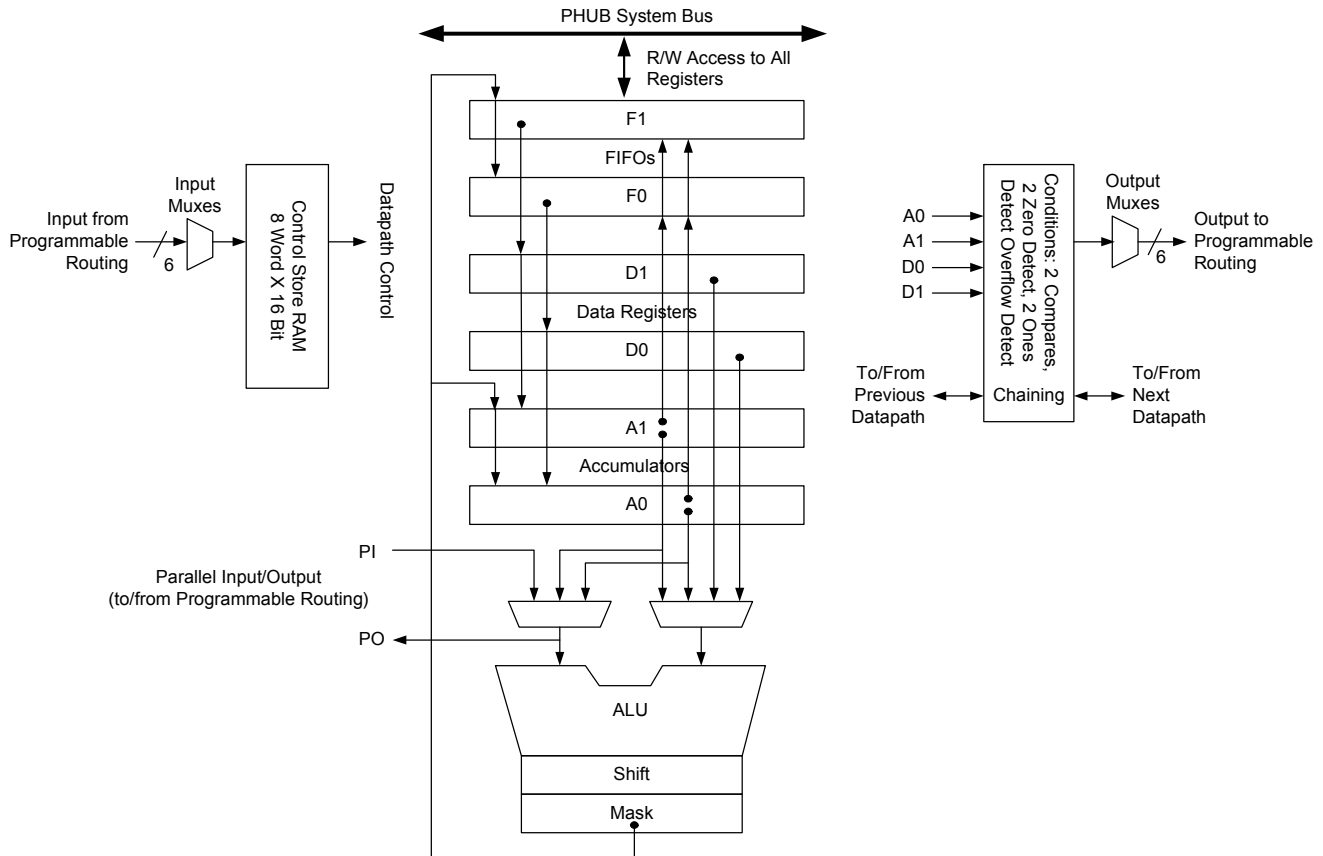 PHUB System Bus
R/W Access to All
Registers
F1
FIFOs
F0
D1
Data Registers
D0
A1
Accumulators
A0
Input from
Programmable
Routing
6
Input
Muxes
Control Store RAM
8 Word X 16 Bit
Datapath Control
A0
A1
D0
D1
Conditions: 2 Compares,
2 Zero Detect, 2 Ones
Detect Overflow Detect
Chaining
Output
Muxes
6
Output to
Programmable
Routing
To/From
Previous
Datapath
To/From
Next
Datapath
PI
Parallel Input/Output
(to/from Programmable Routing)
PO
ALU
Shift
Mask